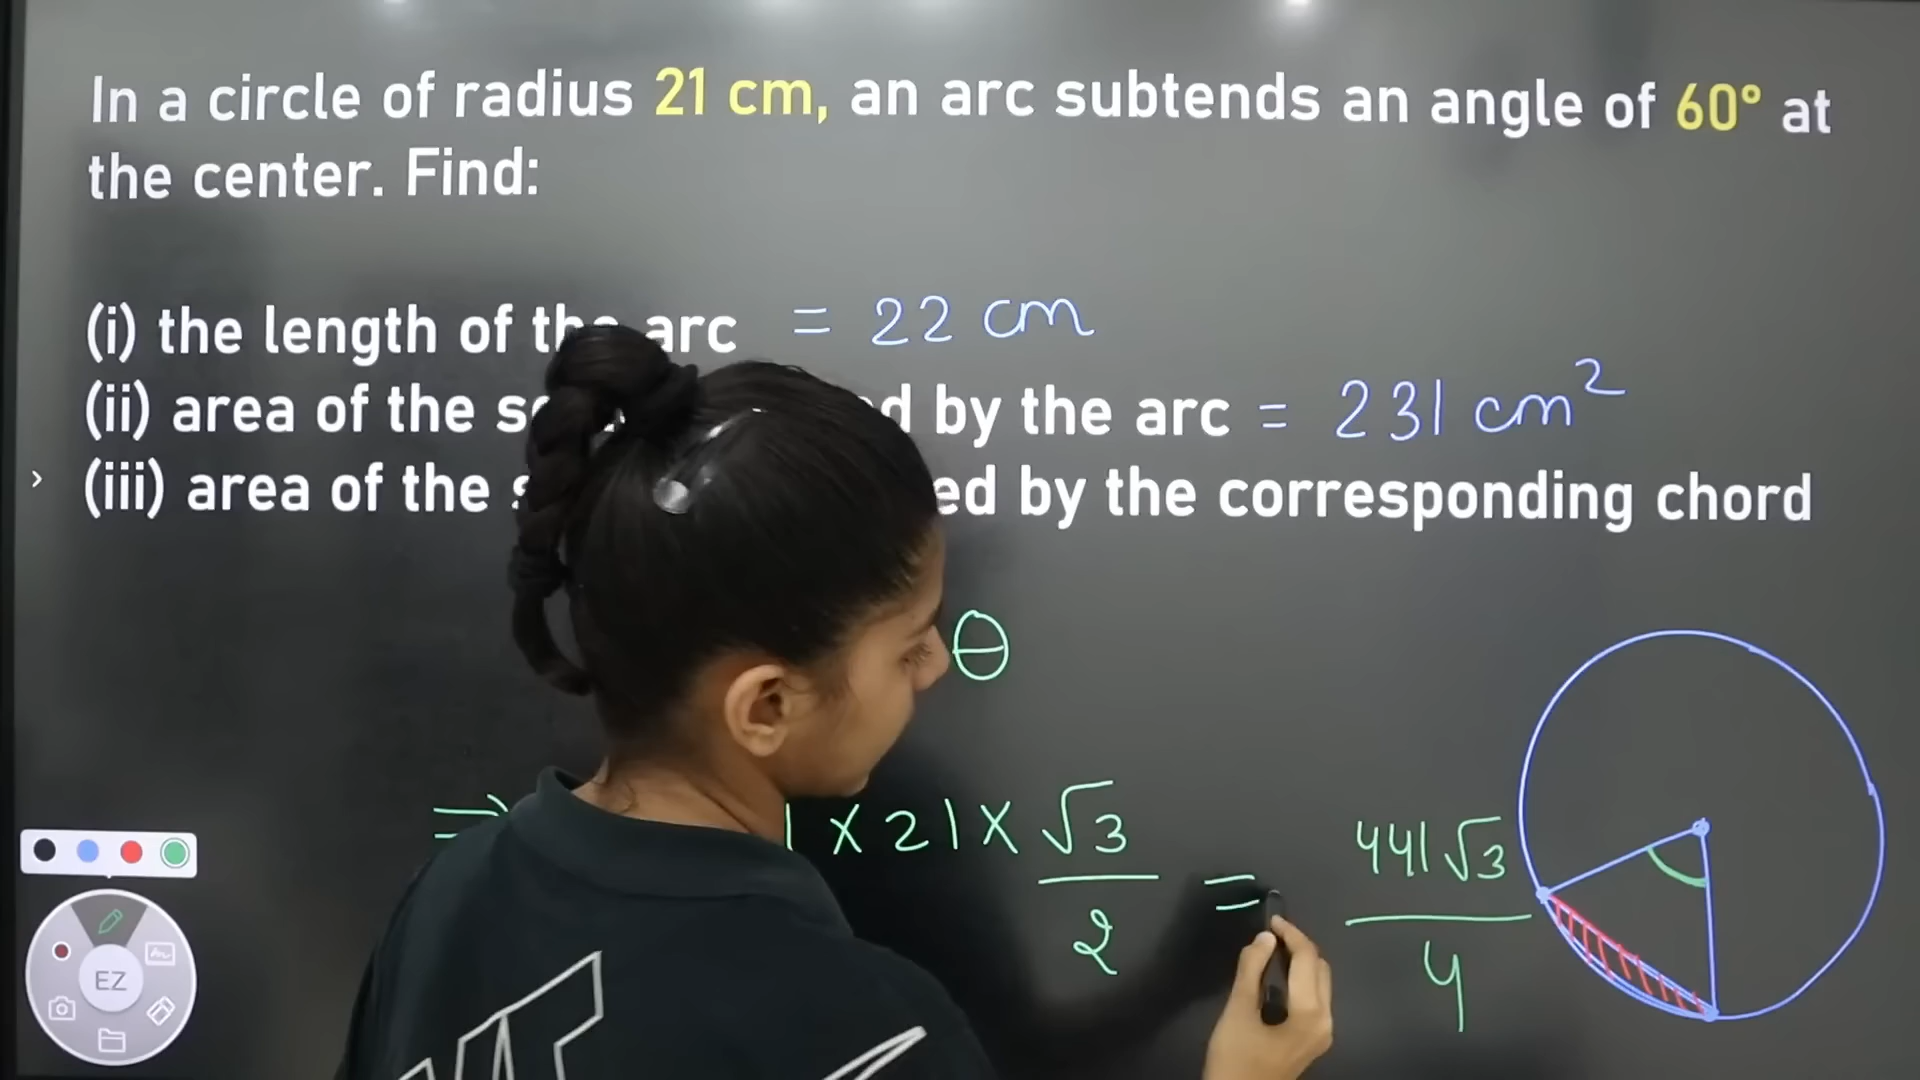 In a circle of radius 21 cm, an arc subtends an angle of 60° at
the center. Find:
(i) the length of the arc = 22 cm
(ii) area of the by the arc = 231 cm²
(iii) area of the by the corresponding chord
θ
⇒ 1 × 21 × √3/2 = 441√3/4
EZ